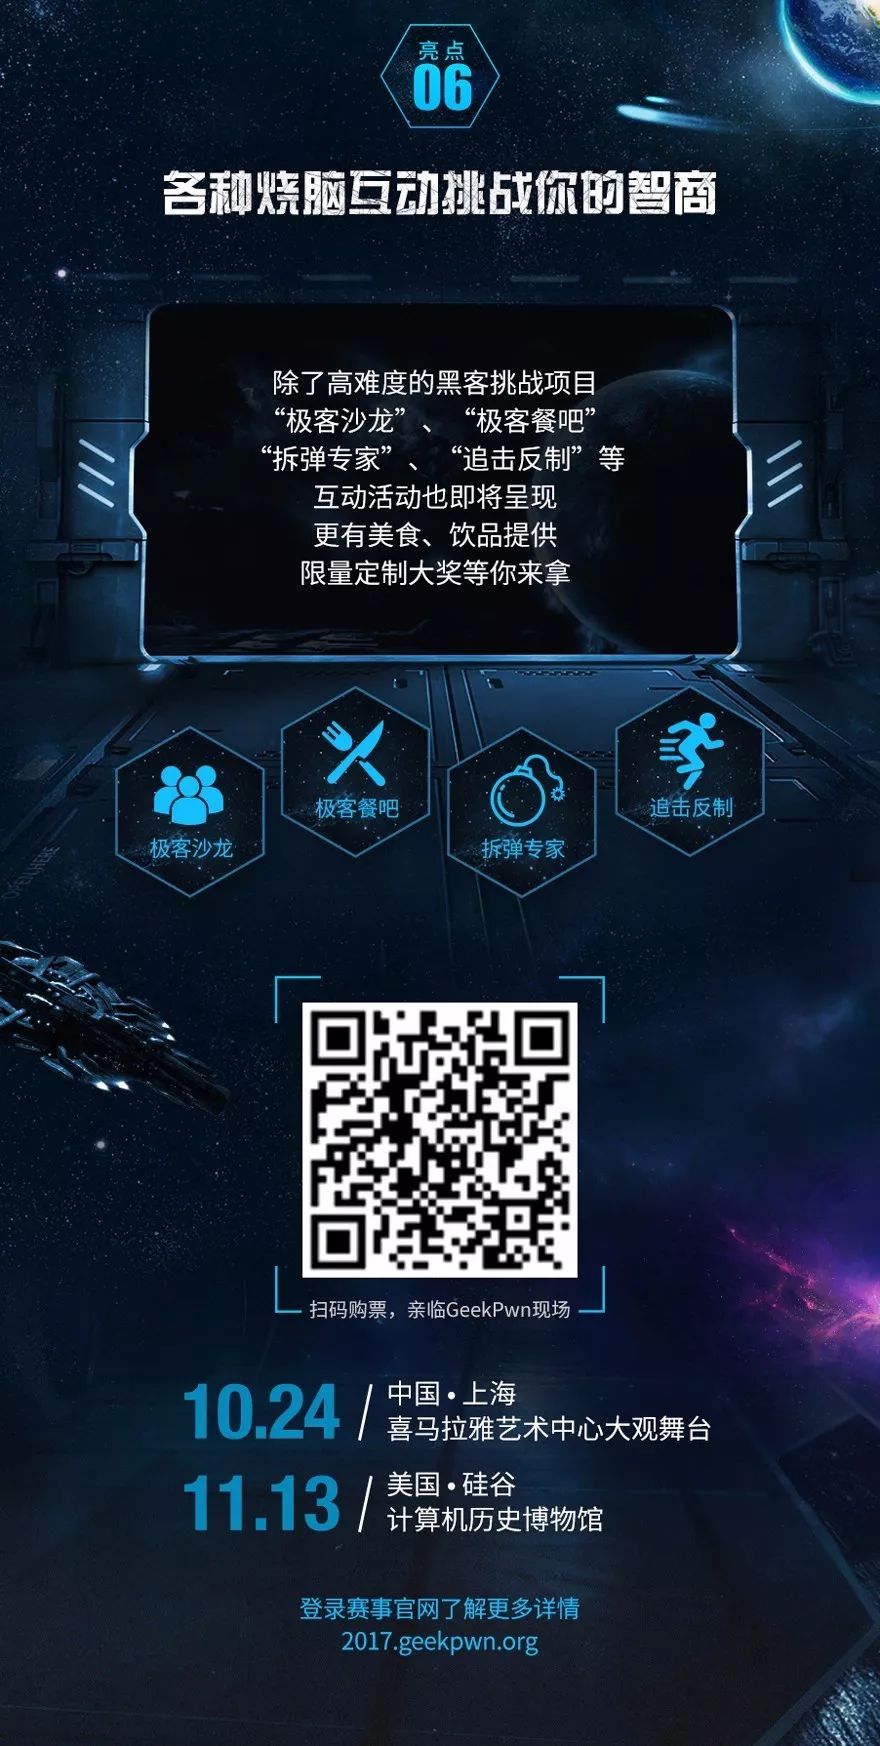 亮点
06
各种烧脑互动挑战你的智商
除了高难度的黑客挑战项目
“极客沙龙”、“极客餐吧”
“拆弹专家”、“追击反制”等
互动活动也即将呈现
更有美食、饮品提供
限量定制大奖等你来拿
极客沙龙
极客餐吧
拆弹专家
追击反制
扫码购票，亲临GeekPwn现场
10.24 / 中国•上海
喜马拉雅艺术中心大观舞台
11.13 / 美国•硅谷
计算机历史博物馆
登录赛事官网了解更多详情
2017.geekpwn.org